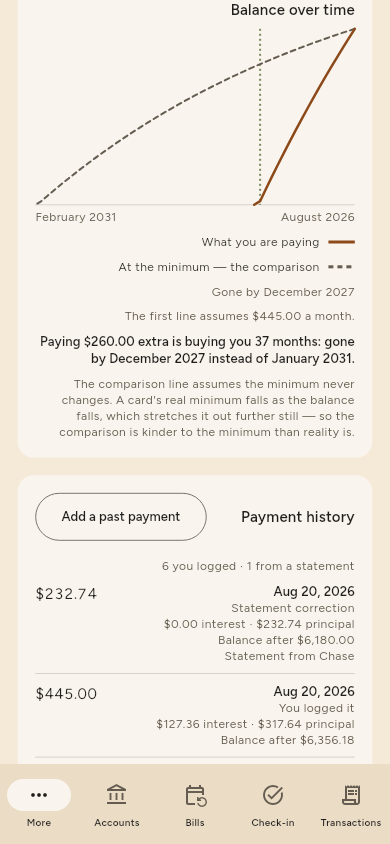 Balance over time
February 2031
August 2026
What you are paying
At the minimum — the comparison
Gone by December 2027
The first line assumes $445.00 a month.
Paying $260.00 extra is buying you 37 months: gone
by December 2027 instead of January 2031.
The comparison line assumes the minimum never
changes. A card's real minimum falls as the balance
falls, which stretches it out further still — so the
comparison is kinder to the minimum than reality is.
Add a past payment
Payment history
6 you logged · 1 from a statement
$232.74
Aug 20, 2026
Statement correction
$0.00 interest · $232.74 principal
Balance after $6,180.00
Statement from Chase
$445.00
Aug 20, 2026
You logged it
$127.36 interest · $317.64 principal
Balance after $6,356.18
More
Accounts
Bills
Check-in
Transactions